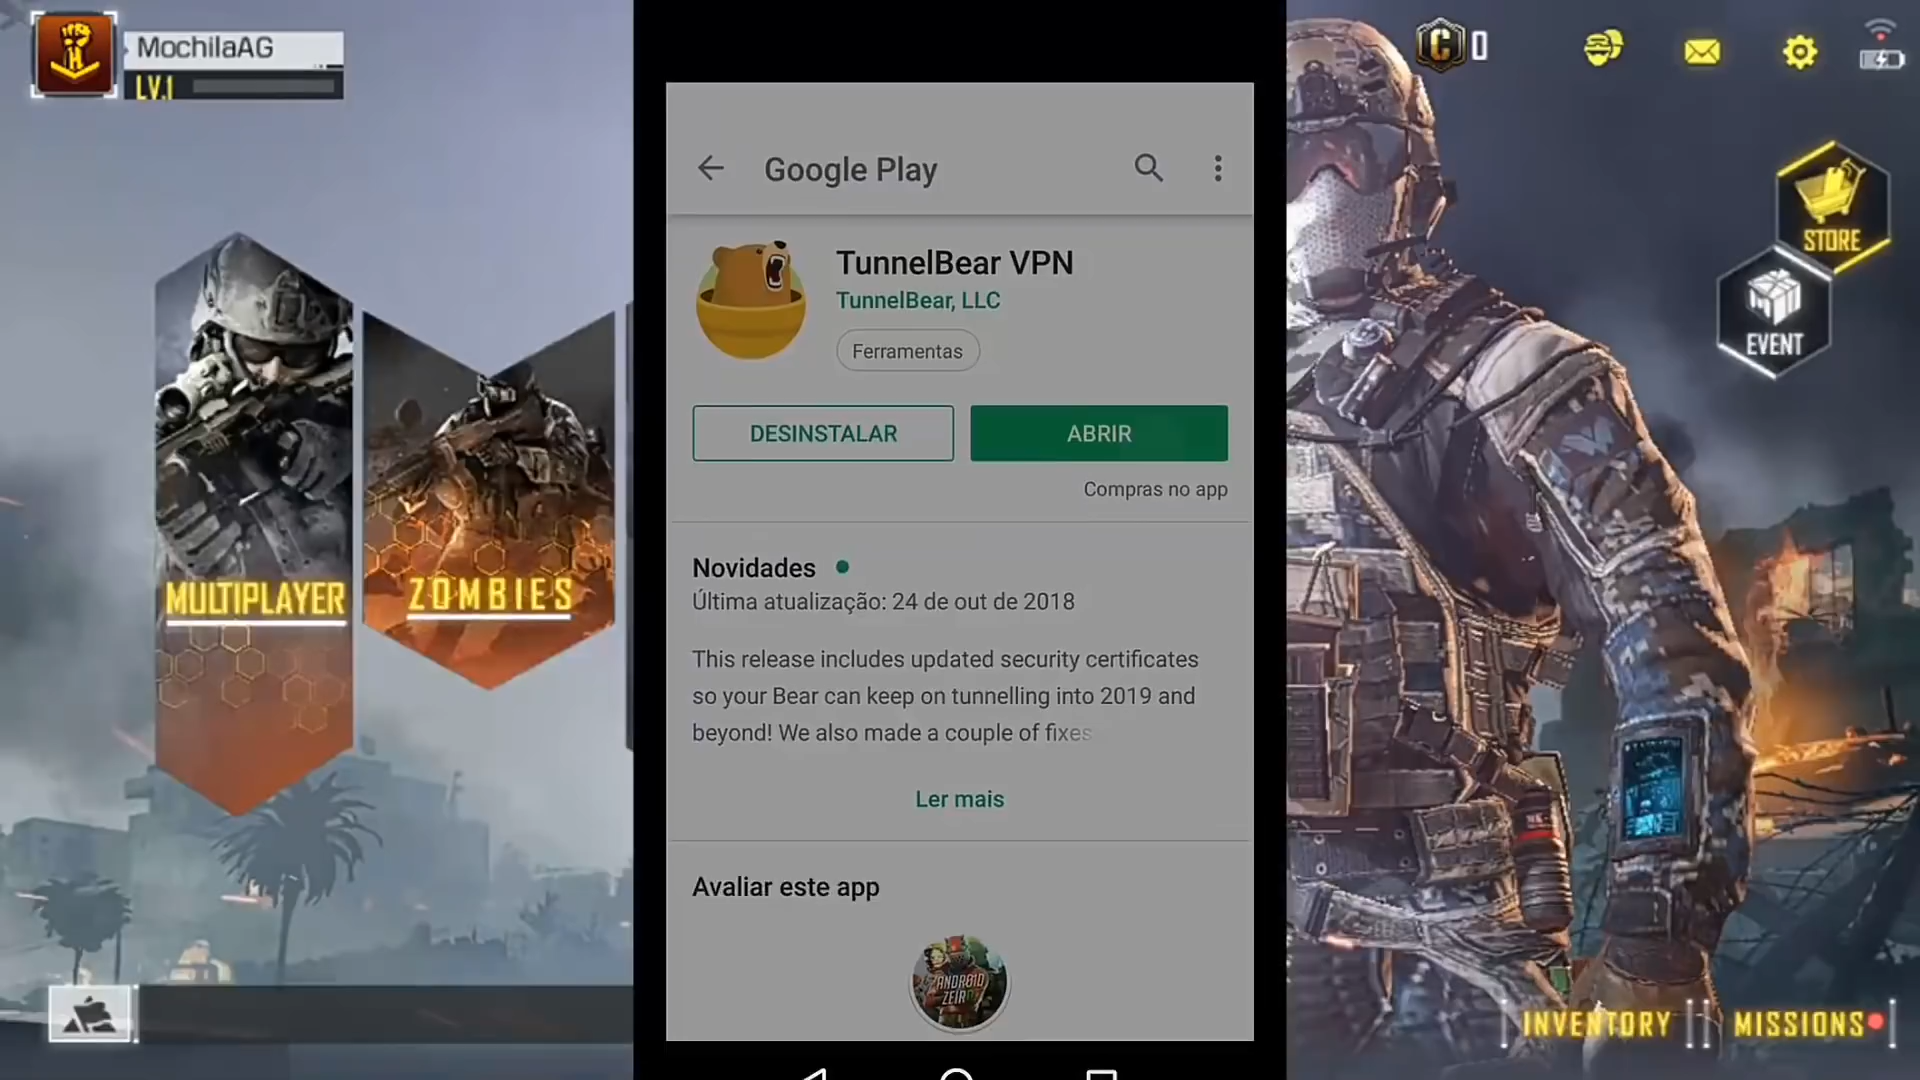 MochilaAG
LV.1
MULTIPLAYER
ZOMBIES
Google Play
TunnelBear VPN
TunnelBear, LLC
Ferramentas
DESINSTALAR
ABRIR
Compras no app
Novidades
Última atualização: 24 de out de 2018
This release includes updated security certificates
so your Bear can keep on tunnelling into 2019 and
beyond! We also made a couple of fixes
Ler mais
Avaliar este app
ANDROID
ZEIRO
C 0
STORE
EVENT
INVENTORY
MISSIONS